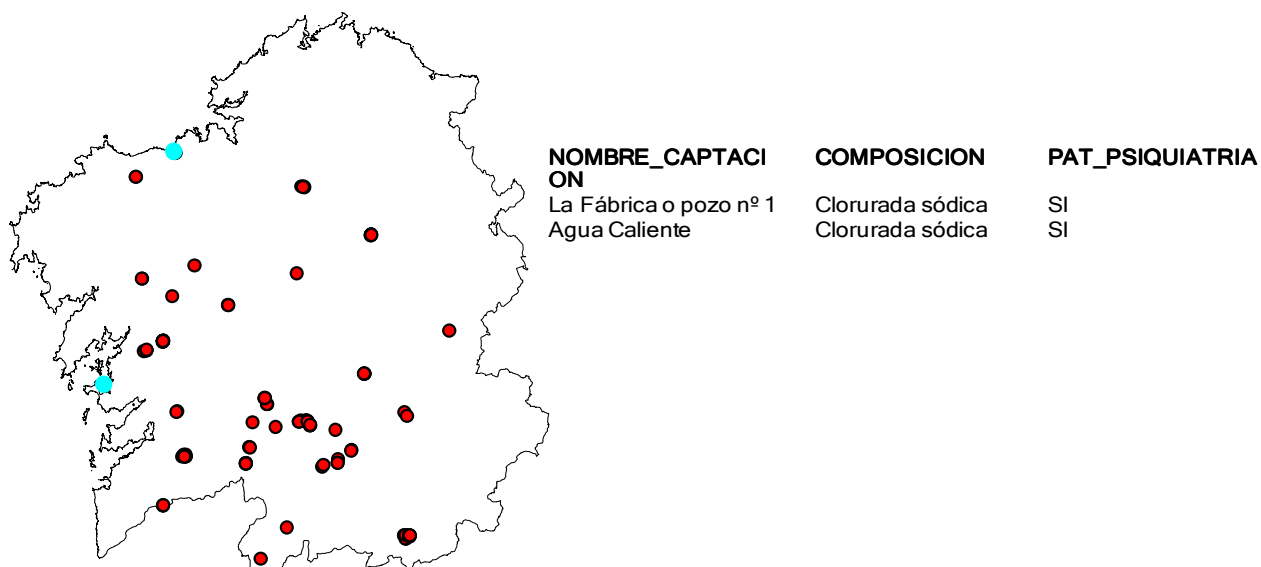 NOMBRE_CAPTACI COMPOSICION PAT_PSIQUIATRIA
ON
La Fábrica o pozo nº 1 Clorurada sódica SI
Agua Caliente Clorurada sódica SI